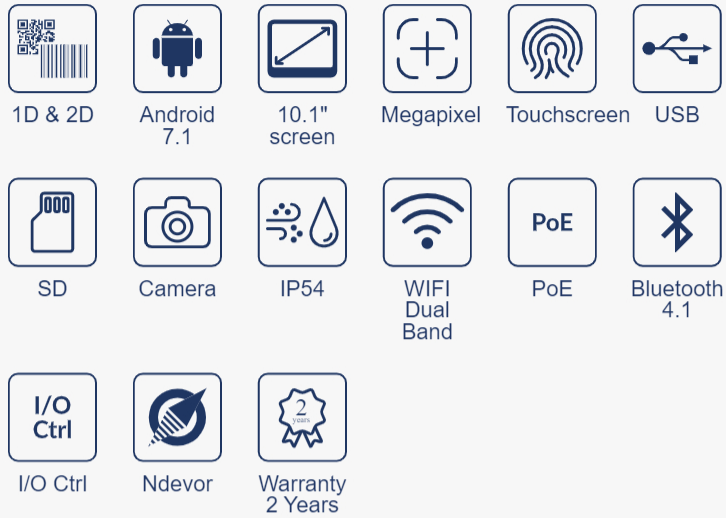 1D & 2D
Android
7.1
10.1"
screen
Megapixel
Touchscreen
USB
PoE
SD
Camera
IP54
WIFI
Dual
Band
PoE
Bluetooth
4.1
I/O
Ctrl
2
years
I/O Ctrl
Ndevor
Warranty
2 Years